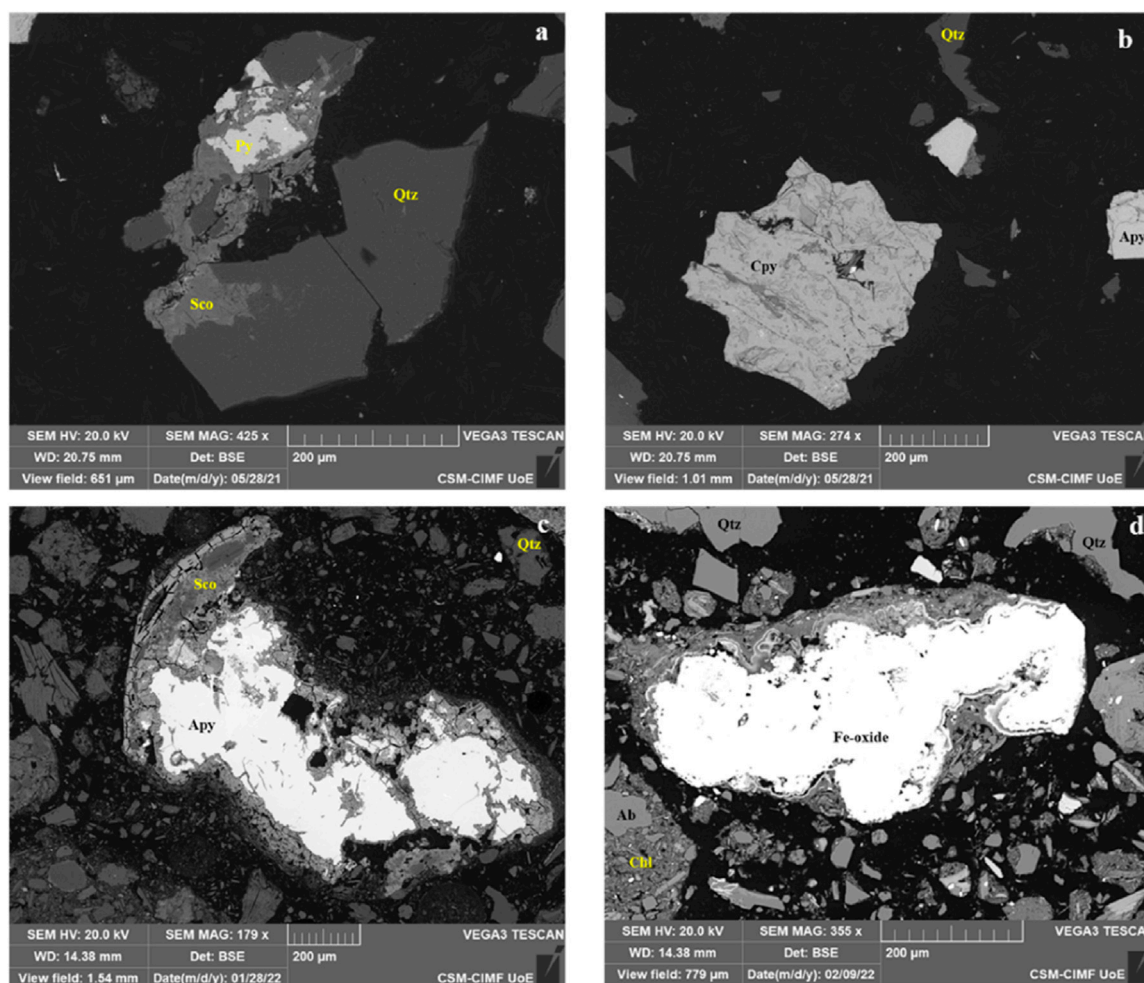 a
Py
Qtz
Sco
SEM HV: 20.0 kV SEM MAG: 425 x VEGA3 TESCAN
WD: 20.75 mm Det: BSE 200 µm
View field: 651 µm Date(m/d/y): 05/28/21 CSM-CIMF UoE
b
Qtz
Apy
Cpy
SEM HV: 20.0 kV SEM MAG: 274 x VEGA3 TESCAN
WD: 20.75 mm Det: BSE 200 µm
View field: 1.01 mm Date(m/d/y): 05/28/21 CSM-CIMF UoE
c
Qtz
Sco
Apy
SEM HV: 20.0 kV SEM MAG: 179 x VEGA3 TESCAN
WD: 14.38 mm Det: BSE 200 µm
View field: 1.54 mm Date(m/d/y): 01/28/22 CSM-CIMF UoE
d
Qtz
Qtz
Fe-oxide
Ab
Chl
SEM HV: 20.0 kV SEM MAG: 355 x VEGA3 TESCAN
WD: 14.38 mm Det: BSE 200 µm
View field: 779 µm Date(m/d/y): 02/09/22 CSM-CIMF UoE